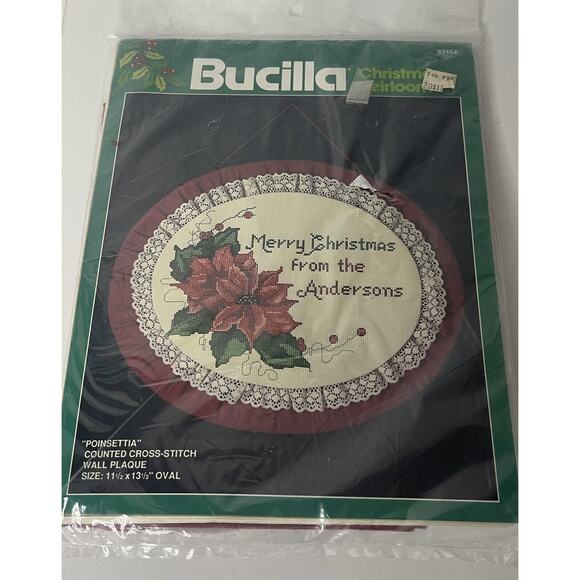 Bucilla
Christmas
Heirloom
Merry Christmas
from the
Andersons
"POINSETTIA"
COUNTED CROSS-STITCH
WALL PLAQUE
SIZE: 11½ x 13½" OVAL